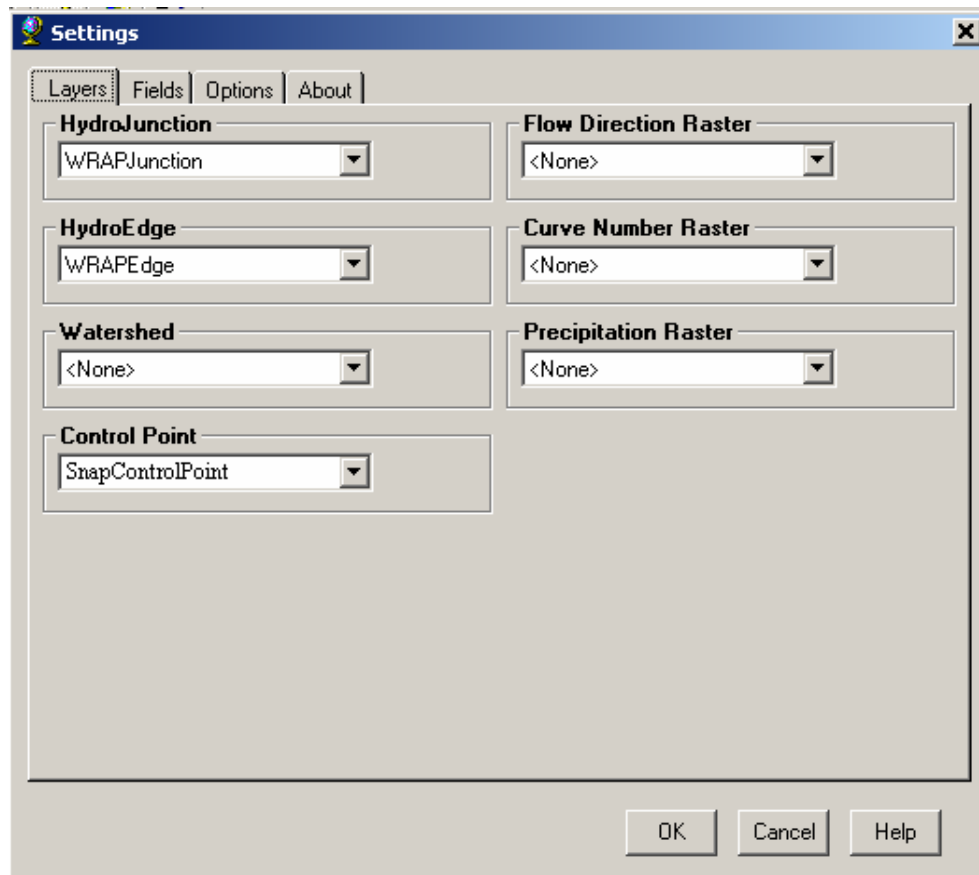 Settings
Layers Fields Options About
HydroJunction
WRAPJunction
Flow Direction Raster
<None>
HydroEdge
WRAPEdge
Curve Number Raster
<None>
Watershed
<None>
Precipitation Raster
<None>
Control Point
SnapControlPoint
OK Cancel Help